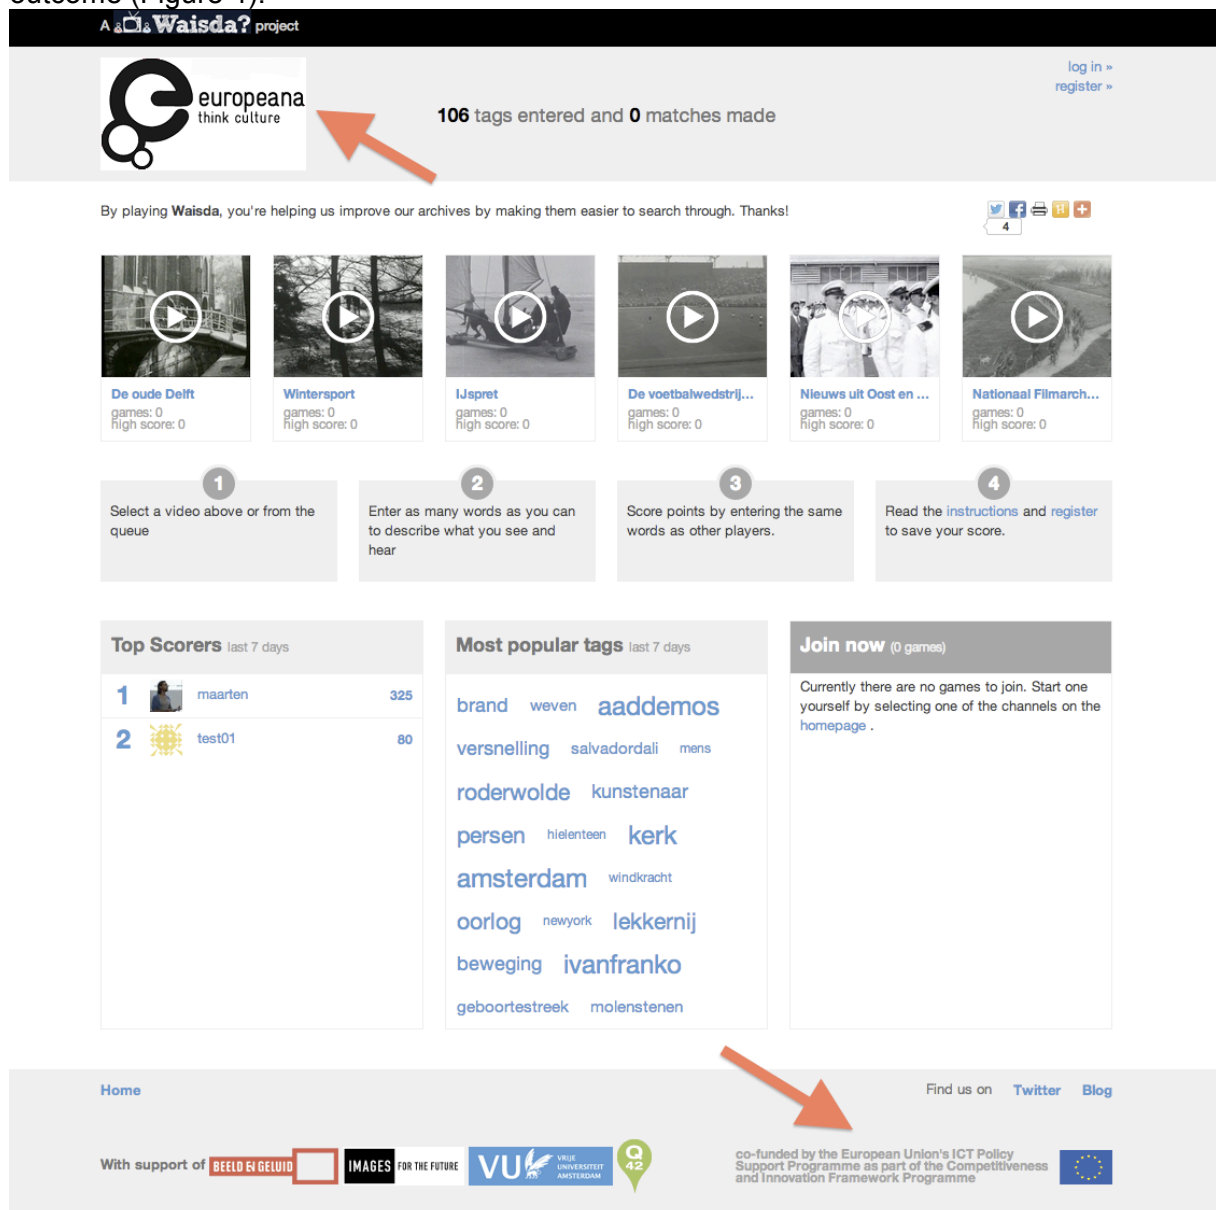 outcome (Figure 4).
A Waisda? project
log in »
register »
europeana
think culture
106 tags entered and 0 matches made
By playing Waisda, you're helping us improve our archives by making them easier to search through. Thanks!
4
De oude Delft
games: 0
high score: 0
Wintersport
games: 0
high score: 0
IJspret
games: 0
high score: 0
De voetbalwedstrij...
games: 0
high score: 0
Nieuws uit Oost en ...
games: 0
high score: 0
Nationaal Filmarch...
games: 0
high score: 0
1
Select a video above or from the
queue
2
Enter as many words as you can
to describe what you see and
hear
3
Score points by entering the same
words as other players.
4
Read the instructions and register
to save your score.
Top Scorers last 7 days
1 maarten 325
2 test01 80
Most popular tags last 7 days
brand weven aaddemos
versnelling salvadordali mens
roderwolde kunstenaar
persen hielenteen kerk
amsterdam windkracht
oorlog newyork lekkernij
beweging ivanfranko
geboortestreek molenstenen
Join now (0 games)
Currently there are no games to join. Start one
yourself by selecting one of the channels on the
homepage .
Home
Find us on Twitter Blog
With support of BEELD EN GELUID
IMAGES FOR THE FUTURE
VU VRIJE
UNIVERSITEIT
AMSTERDAM
Q
42
co-funded by the European Union's ICT Policy
Support Programme as part of the Competitiveness
and Innovation Framework Programme